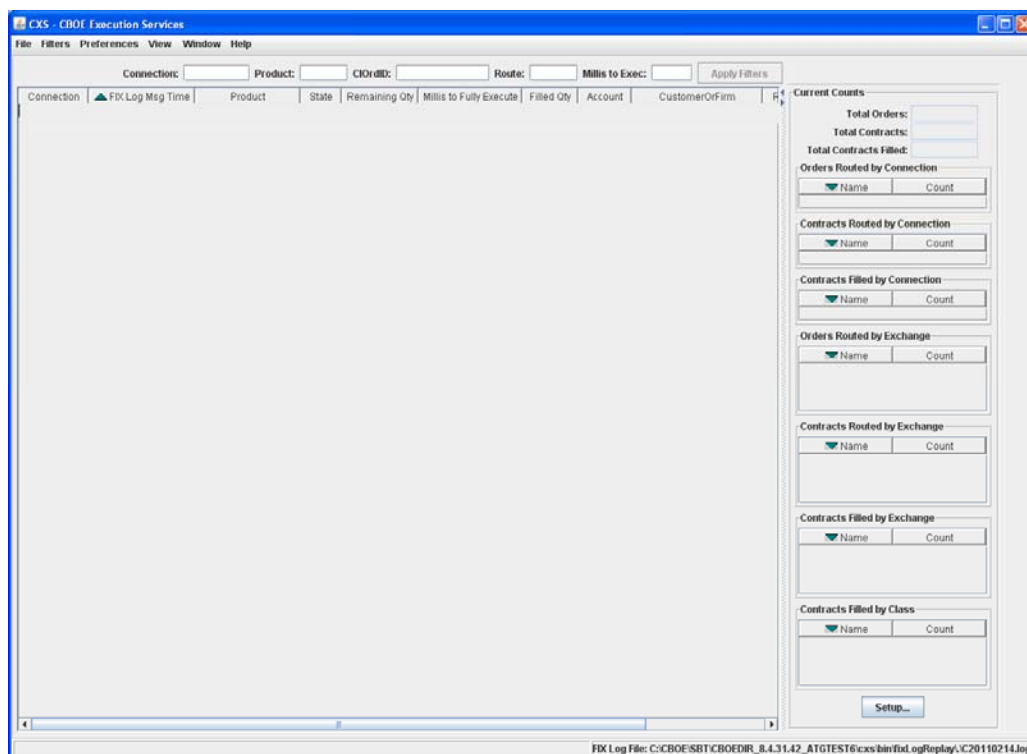 CXS - CBOE Execution Services
File Filters Preferences View Window Help
Connection: Product: ClOrdID: Route: Millis to Exec: Apply Filters
Connection FIX Log Msg Time Product State Remaining Qty Millis to Fully Execute Filled Qty Account CustomerOrFirm R
Current Counts
Total Orders:
Total Contracts:
Total Contracts Filled:
Orders Routed by Connection
Name Count
Contracts Routed by Connection
Name Count
Contracts Filled by Connection
Name Count
Orders Routed by Exchange
Name Count
Contracts Routed by Exchange
Name Count
Contracts Filled by Exchange
Name Count
Contracts Filled by Class
Name Count
Setup...
FIX Log File: C:\CBOE\SBT\CBOEDIR_8.4.31.42_ATGTEST6\cxs\bin\fixLogReplay\.\C20110214.log